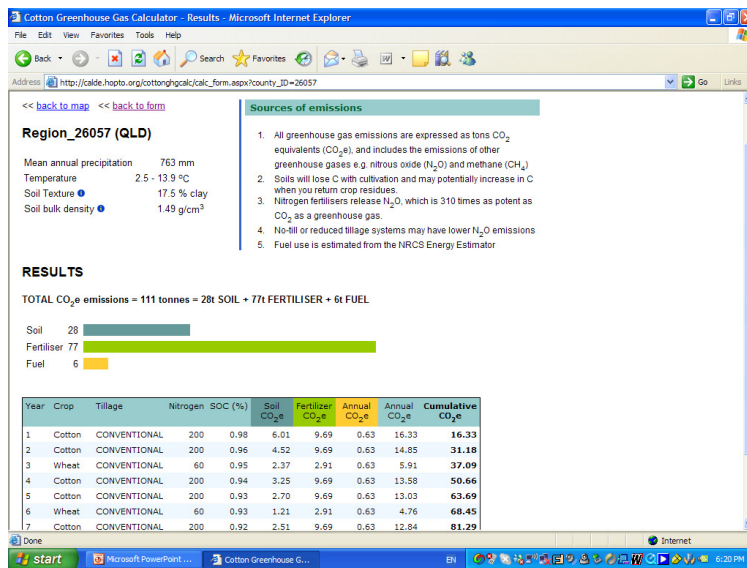 Cotton Greenhouse Gas Calculator - Results - Microsoft Internet Explorer
File Edit View Favorites Tools Help
Back Search Favorites
Address http://calde.hopto.org/cottonghgcalc/calc_form.aspx?county_ID=26057 Go Links
<< back to map << back to form
Region_26057 (QLD)
Mean annual precipitation 763 mm
Temperature 2.5 - 13.9 ºC
Soil Texture 17.5 % clay
Soil bulk density 1.49 g/cm3
Sources of emissions
1. All greenhouse gas emissions are expressed as tons CO2
equivalents (CO2e), and includes the emissions of other
greenhouse gases e.g. nitrous oxide (N2O) and methane (CH4)
2. Soils will lose C with cultivation and may potentially increase in C
when you return crop residues.
3. Nitrogen fertilisers release N2O, which is 310 times as potent as
CO2 as a greenhouse gas.
4. No-till or reduced tillage systems may have lower N2O emissions
5. Fuel use is estimated from the NRCS Energy Estimator
RESULTS
TOTAL CO2e emissions = 111 tonnes = 28t SOIL + 77t FERTILISER + 6t FUEL
Soil 28
Fertiliser 77
Fuel 6
Year Crop Tillage Nitrogen SOC (%) Soil CO2e Fertilizer CO2e Annual CO2e Annual CO2e Cumulative CO2e
1 Cotton CONVENTIONAL 200 0.98 6.01 9.69 0.63 16.33 16.33
2 Cotton CONVENTIONAL 200 0.96 4.52 9.69 0.63 14.85 31.18
3 Wheat CONVENTIONAL 60 0.95 2.37 2.91 0.63 5.91 37.09
4 Cotton CONVENTIONAL 200 0.94 3.25 9.69 0.63 13.58 50.66
5 Cotton CONVENTIONAL 200 0.93 2.70 9.69 0.63 13.03 63.69
6 Wheat CONVENTIONAL 60 0.93 1.21 2.91 0.63 4.76 68.45
7 Cotton CONVENTIONAL 200 0.92 2.51 9.69 0.63 12.84 81.29
Done Internet
start Microsoft PowerPoint ... Cotton Greenhouse G... EN 6:20 PM